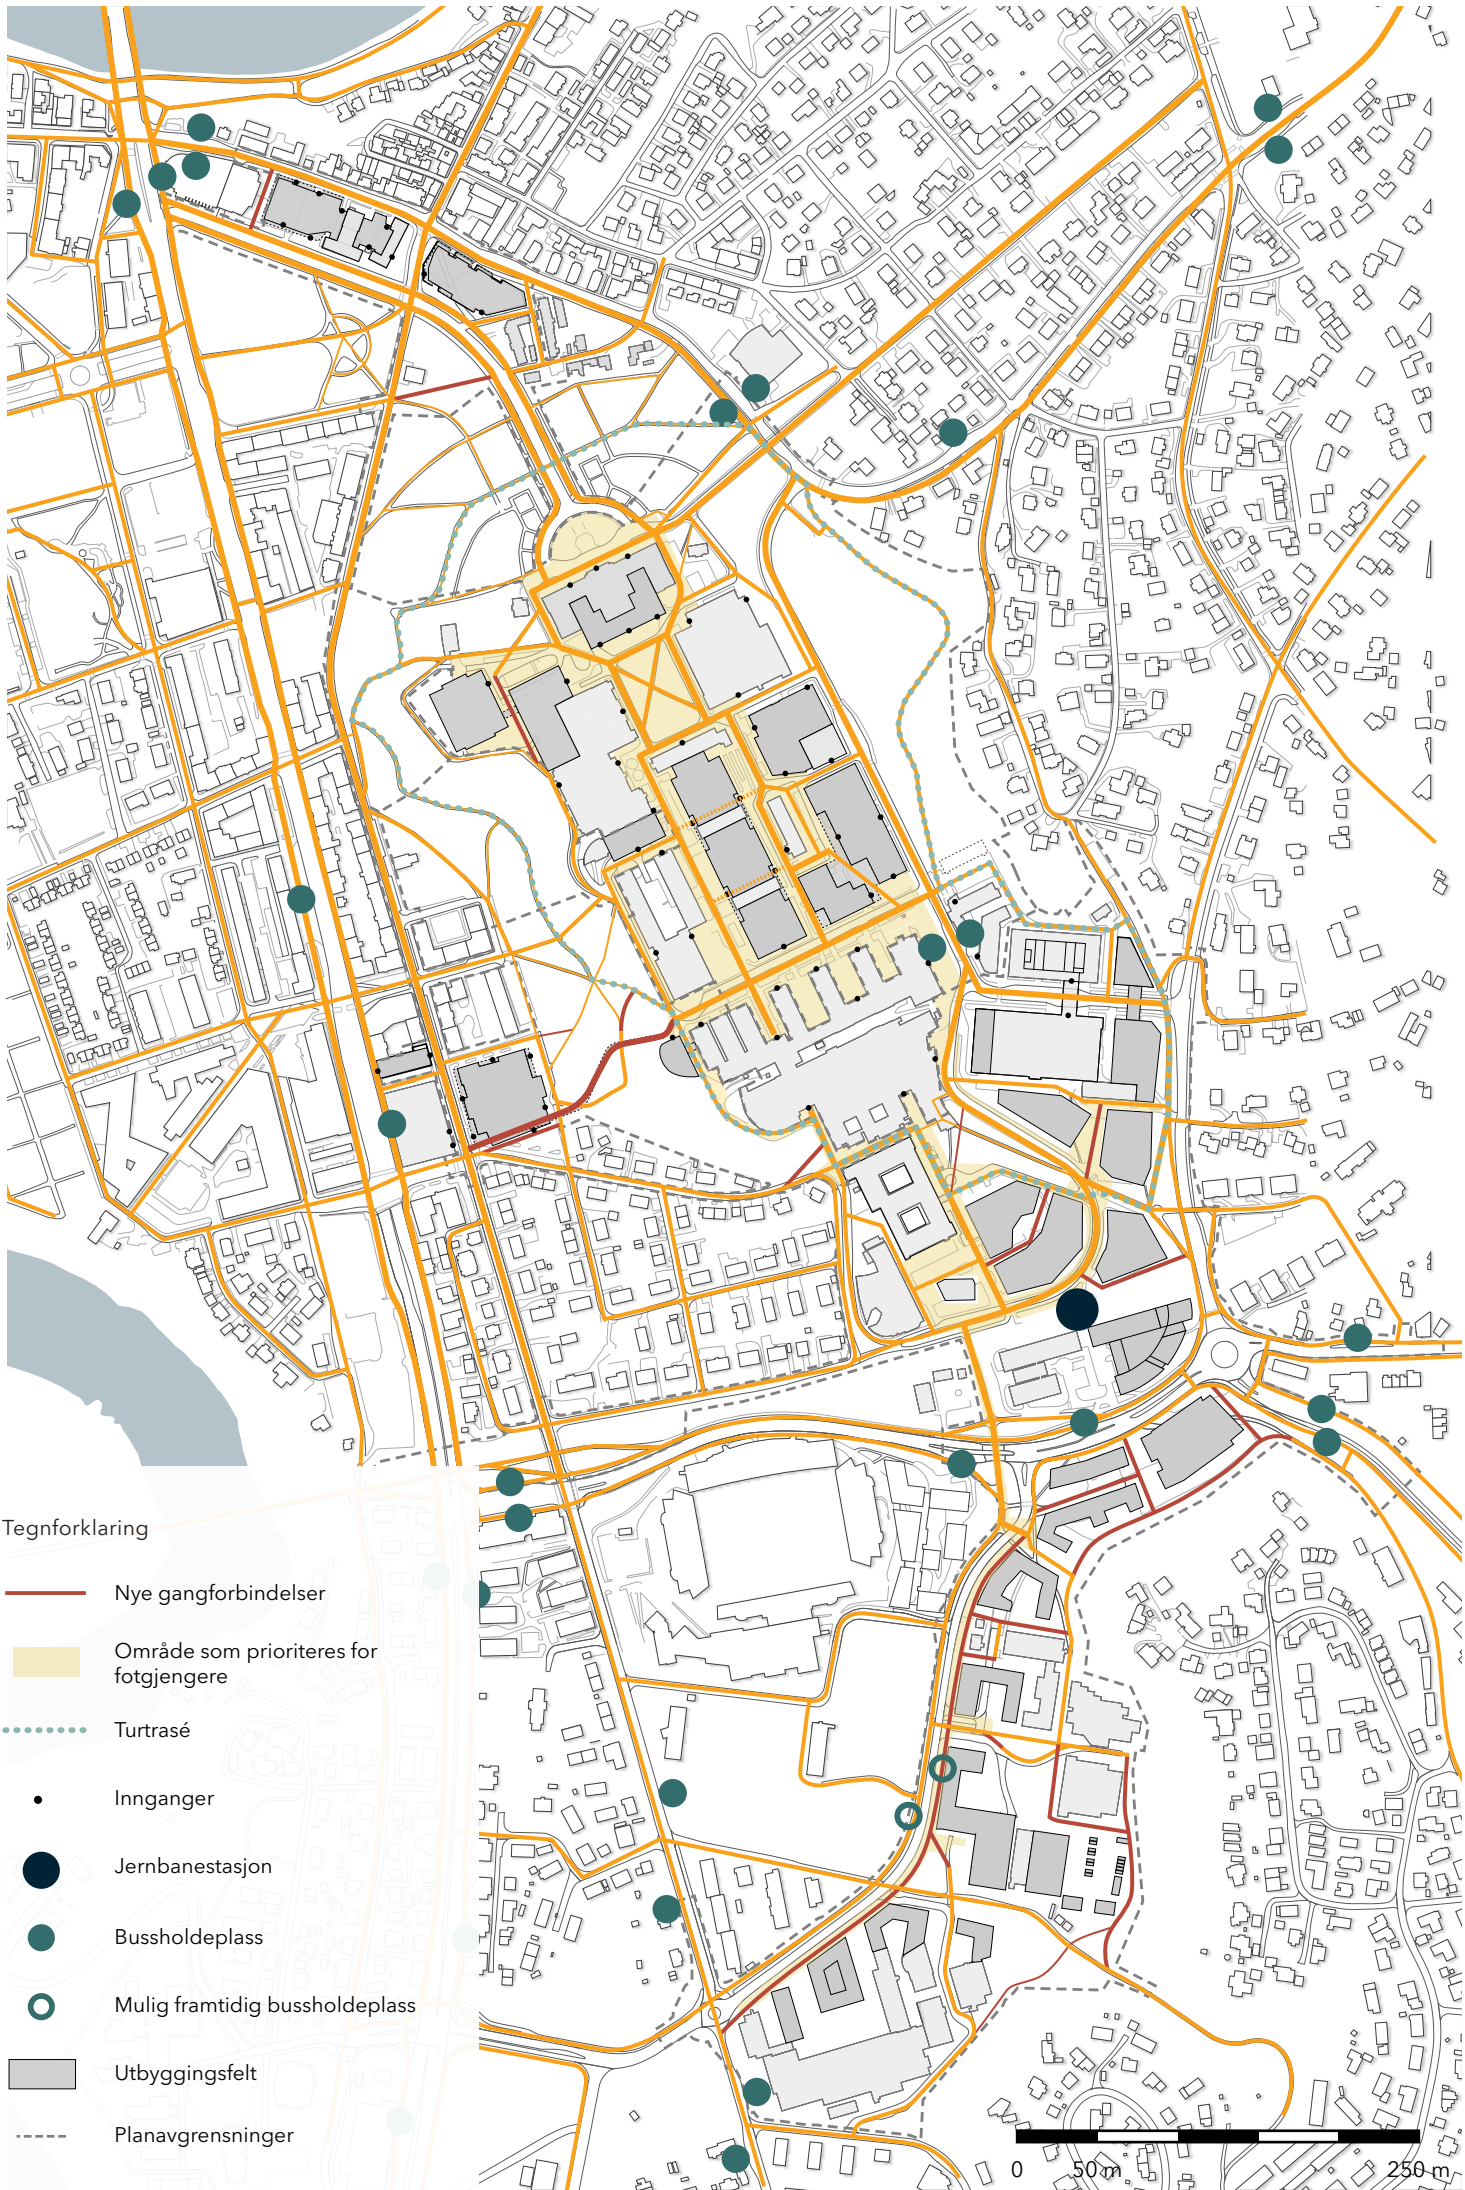 Tegnforklaring
Nye gangforbindelser
Område som prioriteres for
fotgjengere
Turtrasé
Innganger
Jernbanestasjon
Bussholdeplass
Mulig framtidig bussholdeplass
Utbyggingsfelt
Planavgrensninger
0 50 m 250 m